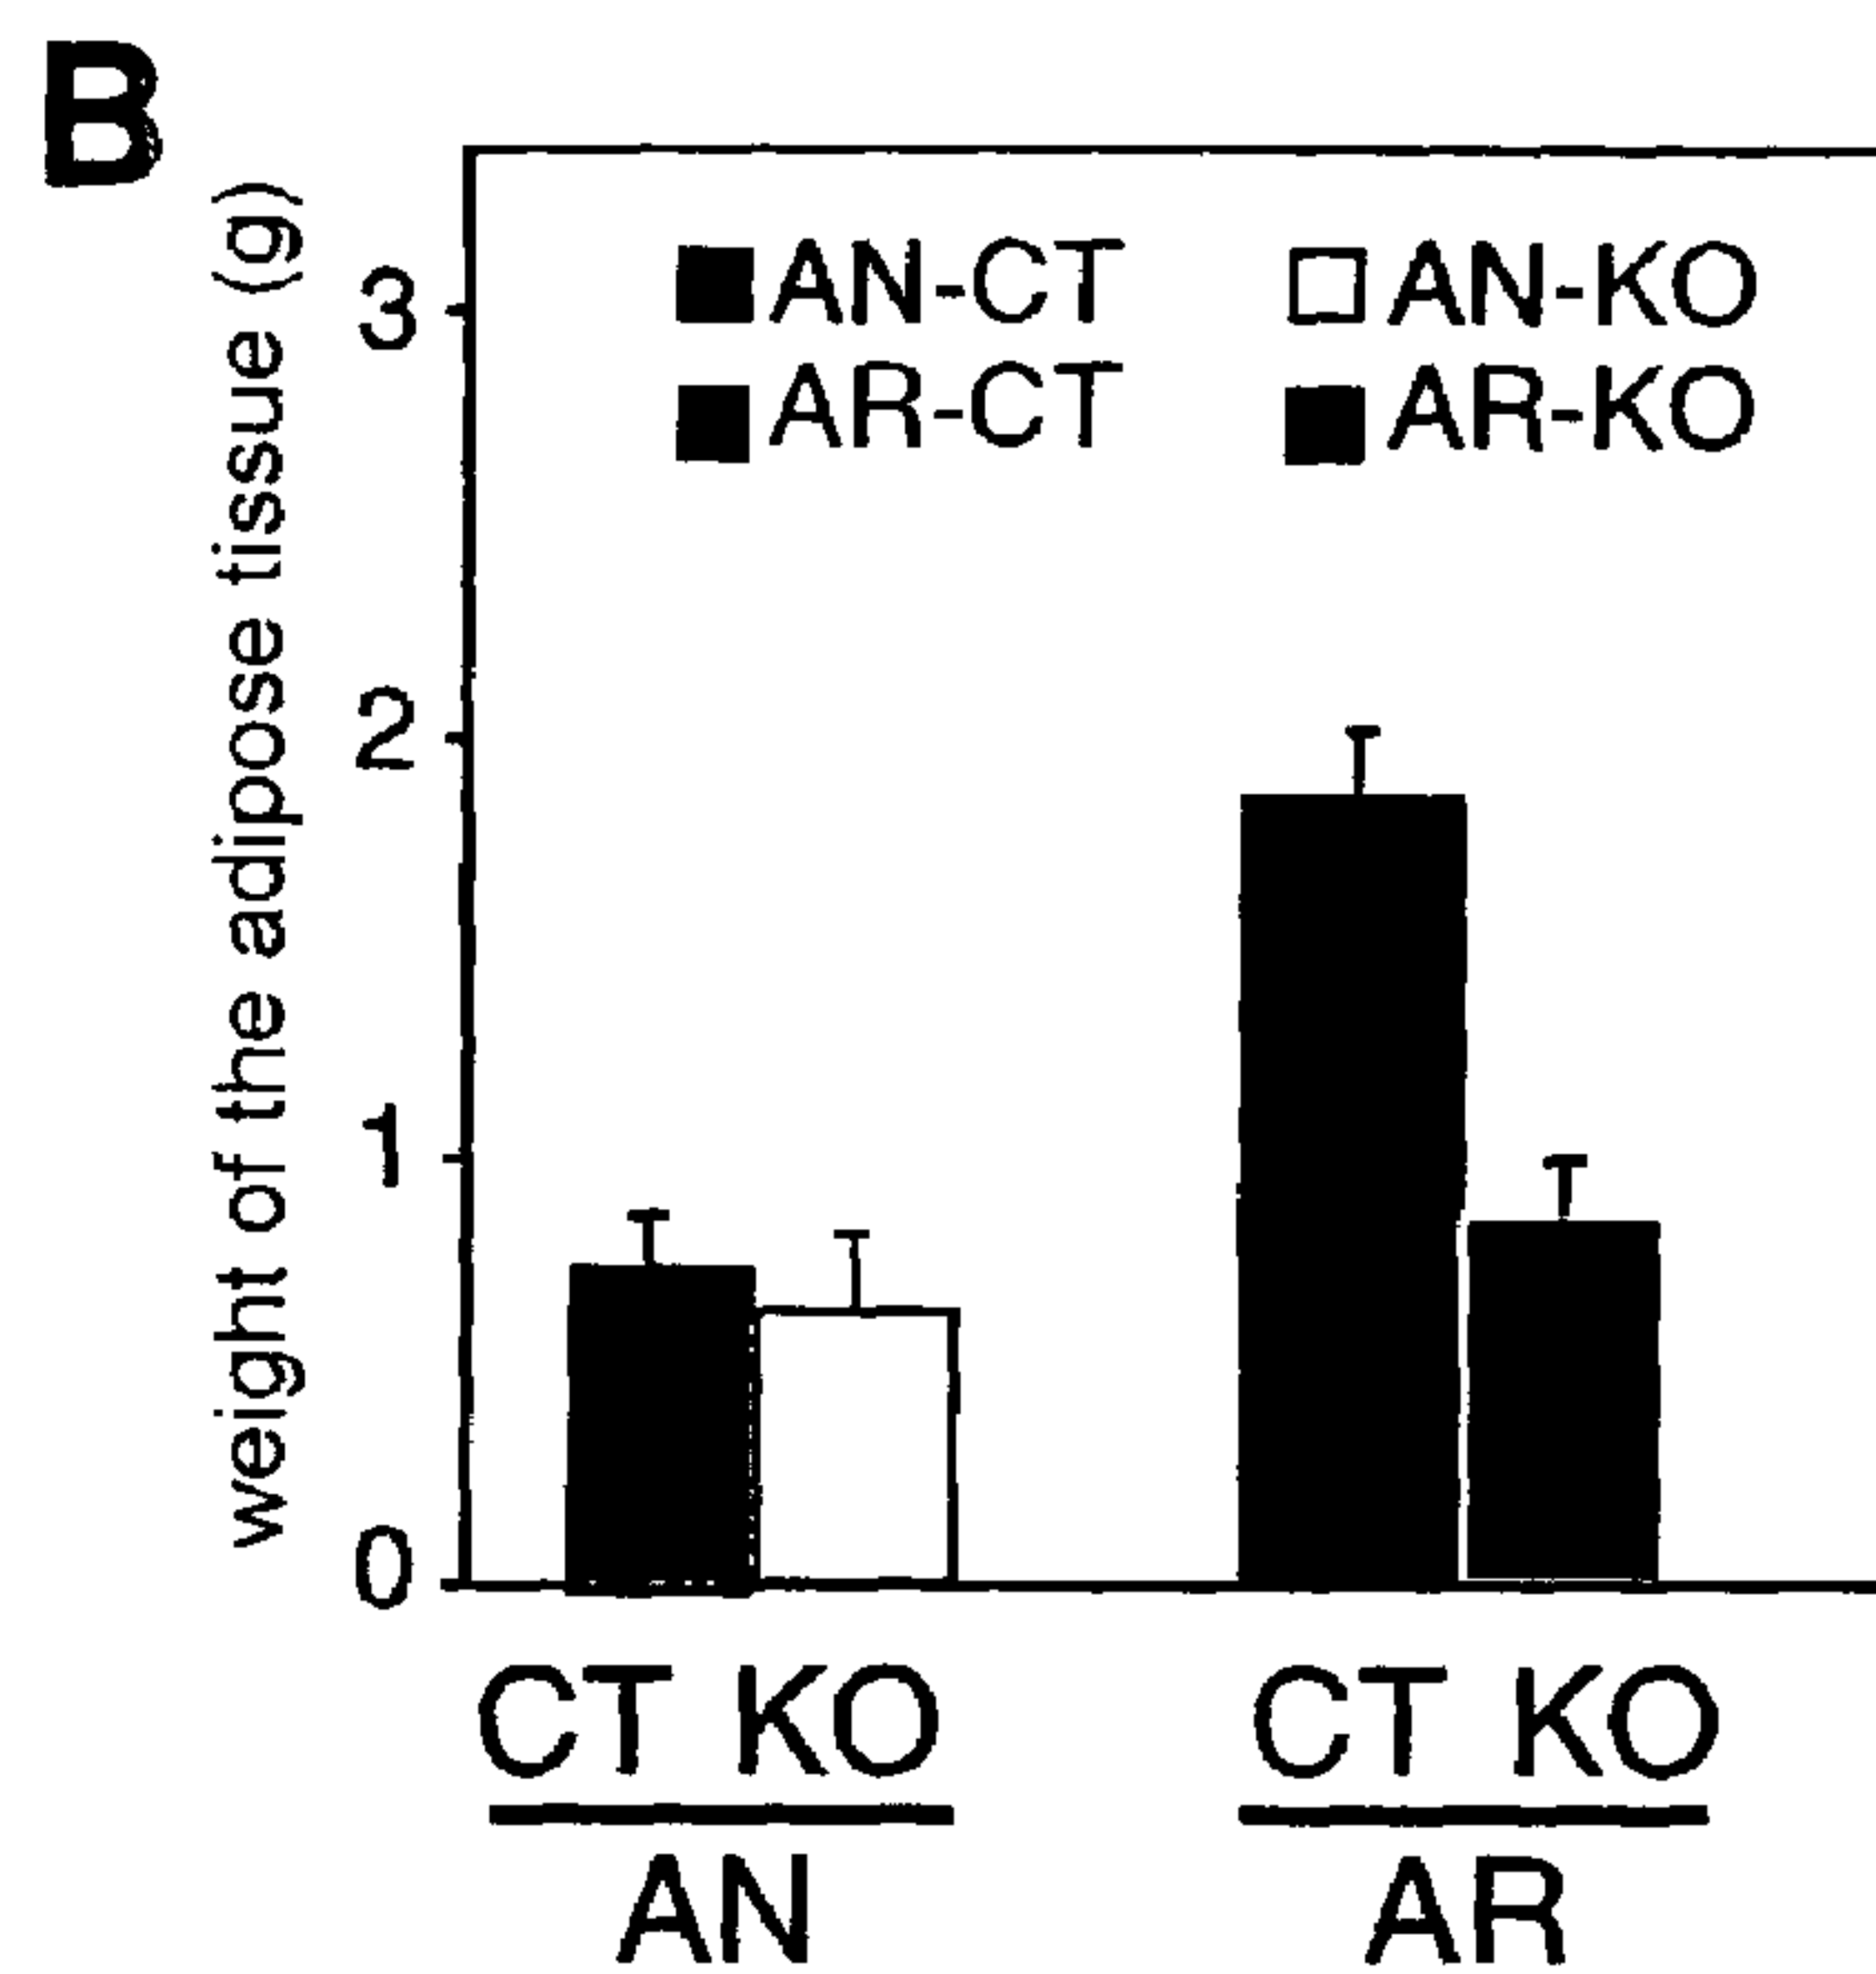 B
weight of the adipose tissue (g)
3
2
1
0
AN-CT AN-KO
AR-CT AR-KO
CT KO CT KO
AN AR